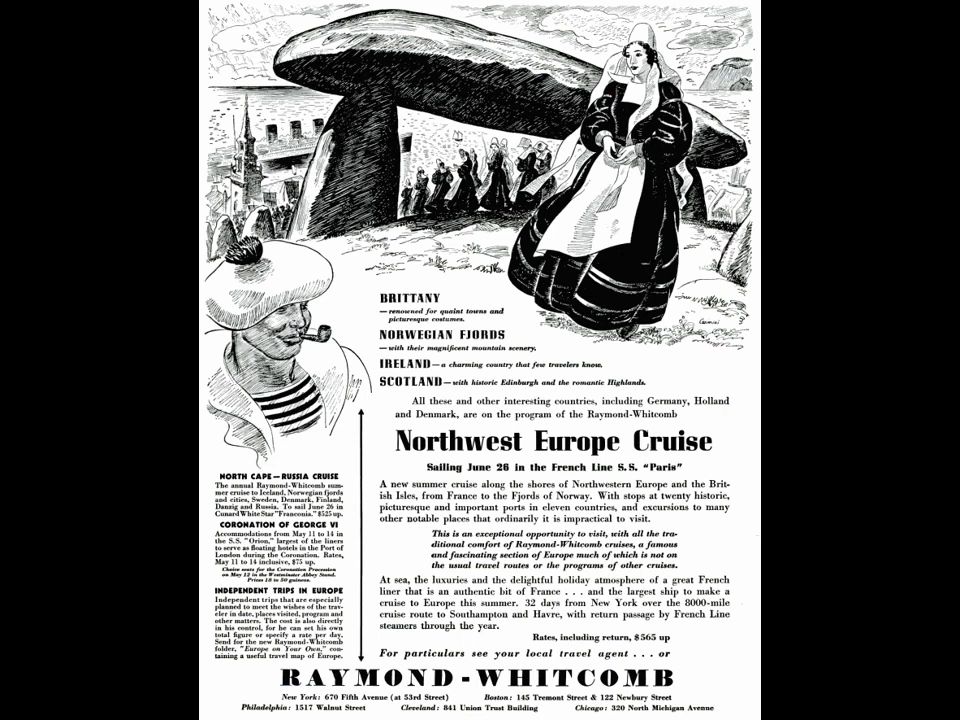 BRITTANY
—renowned for quaint towns and
picturesque costumes.
NORWEGIAN FJORDS
—with their magnificent mountain scenery.
IRELAND—a charming country that few travelers know.
SCOTLAND—with historic Edinburgh and the romantic Highlands.
All these and other interesting countries, including Germany, Holland
and Denmark, are on the program of the Raymond-Whitcomb
Northwest Europe Cruise
Sailing June 26 in the French Line S.S. "Paris"
A new summer cruise along the shores of Northwestern Europe and the Brit-
ish Isles, from France to the Fjords of Norway. With stops at twenty historic,
picturesque and important ports in eleven countries, and excursions to many
other notable places that ordinarily it is impractical to visit.
This is an exceptional opportunity to visit, with all the tra-
ditional comfort of Raymond-Whitcomb cruises, a famous
and fascinating section of Europe much of which is not on
the usual travel routes or the programs of other cruises.
At sea, the luxuries and the delightful holiday atmosphere of a great French
liner that is an authentic bit of France . . . and the largest ship to make a
cruise to Europe this summer. 32 days from New York over the 8000-mile
cruise route to Southampton and Havre, with return passage by French Line
steamers through the year.
Rates, including return, $565 up
For particulars see your local travel agent . . . or
NORTH CAPE—RUSSIA CRUISE
The annual Raymond-Whitcomb sum-
mer cruise to Iceland, Norwegian fjords
and cities, Sweden, Denmark, Finland,
Danzig and Russia. To sail June 26 in
Cunard White Star "Franconia." $525 up.
CORONATION OF GEORGE VI
Accommodations from May 11 to 14 in
the S.S. "Orion," largest of the liners
to serve as floating hotels in the Port of
London during the Coronation. Rates,
May 11 to 14 inclusive, $75 up.
Choice seats for the Coronation Procession
on May 12 in the Westminster Abbey Stand.
Prices 18 to 50 guineas.
INDEPENDENT TRIPS IN EUROPE
Independent trips that are especially
planned to meet the wishes of the trav-
eler in date, places visited, program and
other matters. The cost is also directly
in his control, for he can set his own
total figure or specify a rate per day.
Send for the new Raymond-Whitcomb
folder, "Europe on Your Own," con-
taining a useful travel map of Europe.
RAYMOND-WHITCOMB
New York: 670 Fifth Avenue (at 53rd Street) Boston: 145 Tremont Street & 122 Newbury Street
Philadelphia: 1517 Walnut Street Cleveland: 841 Union Trust Building Chicago: 320 North Michigan Avenue